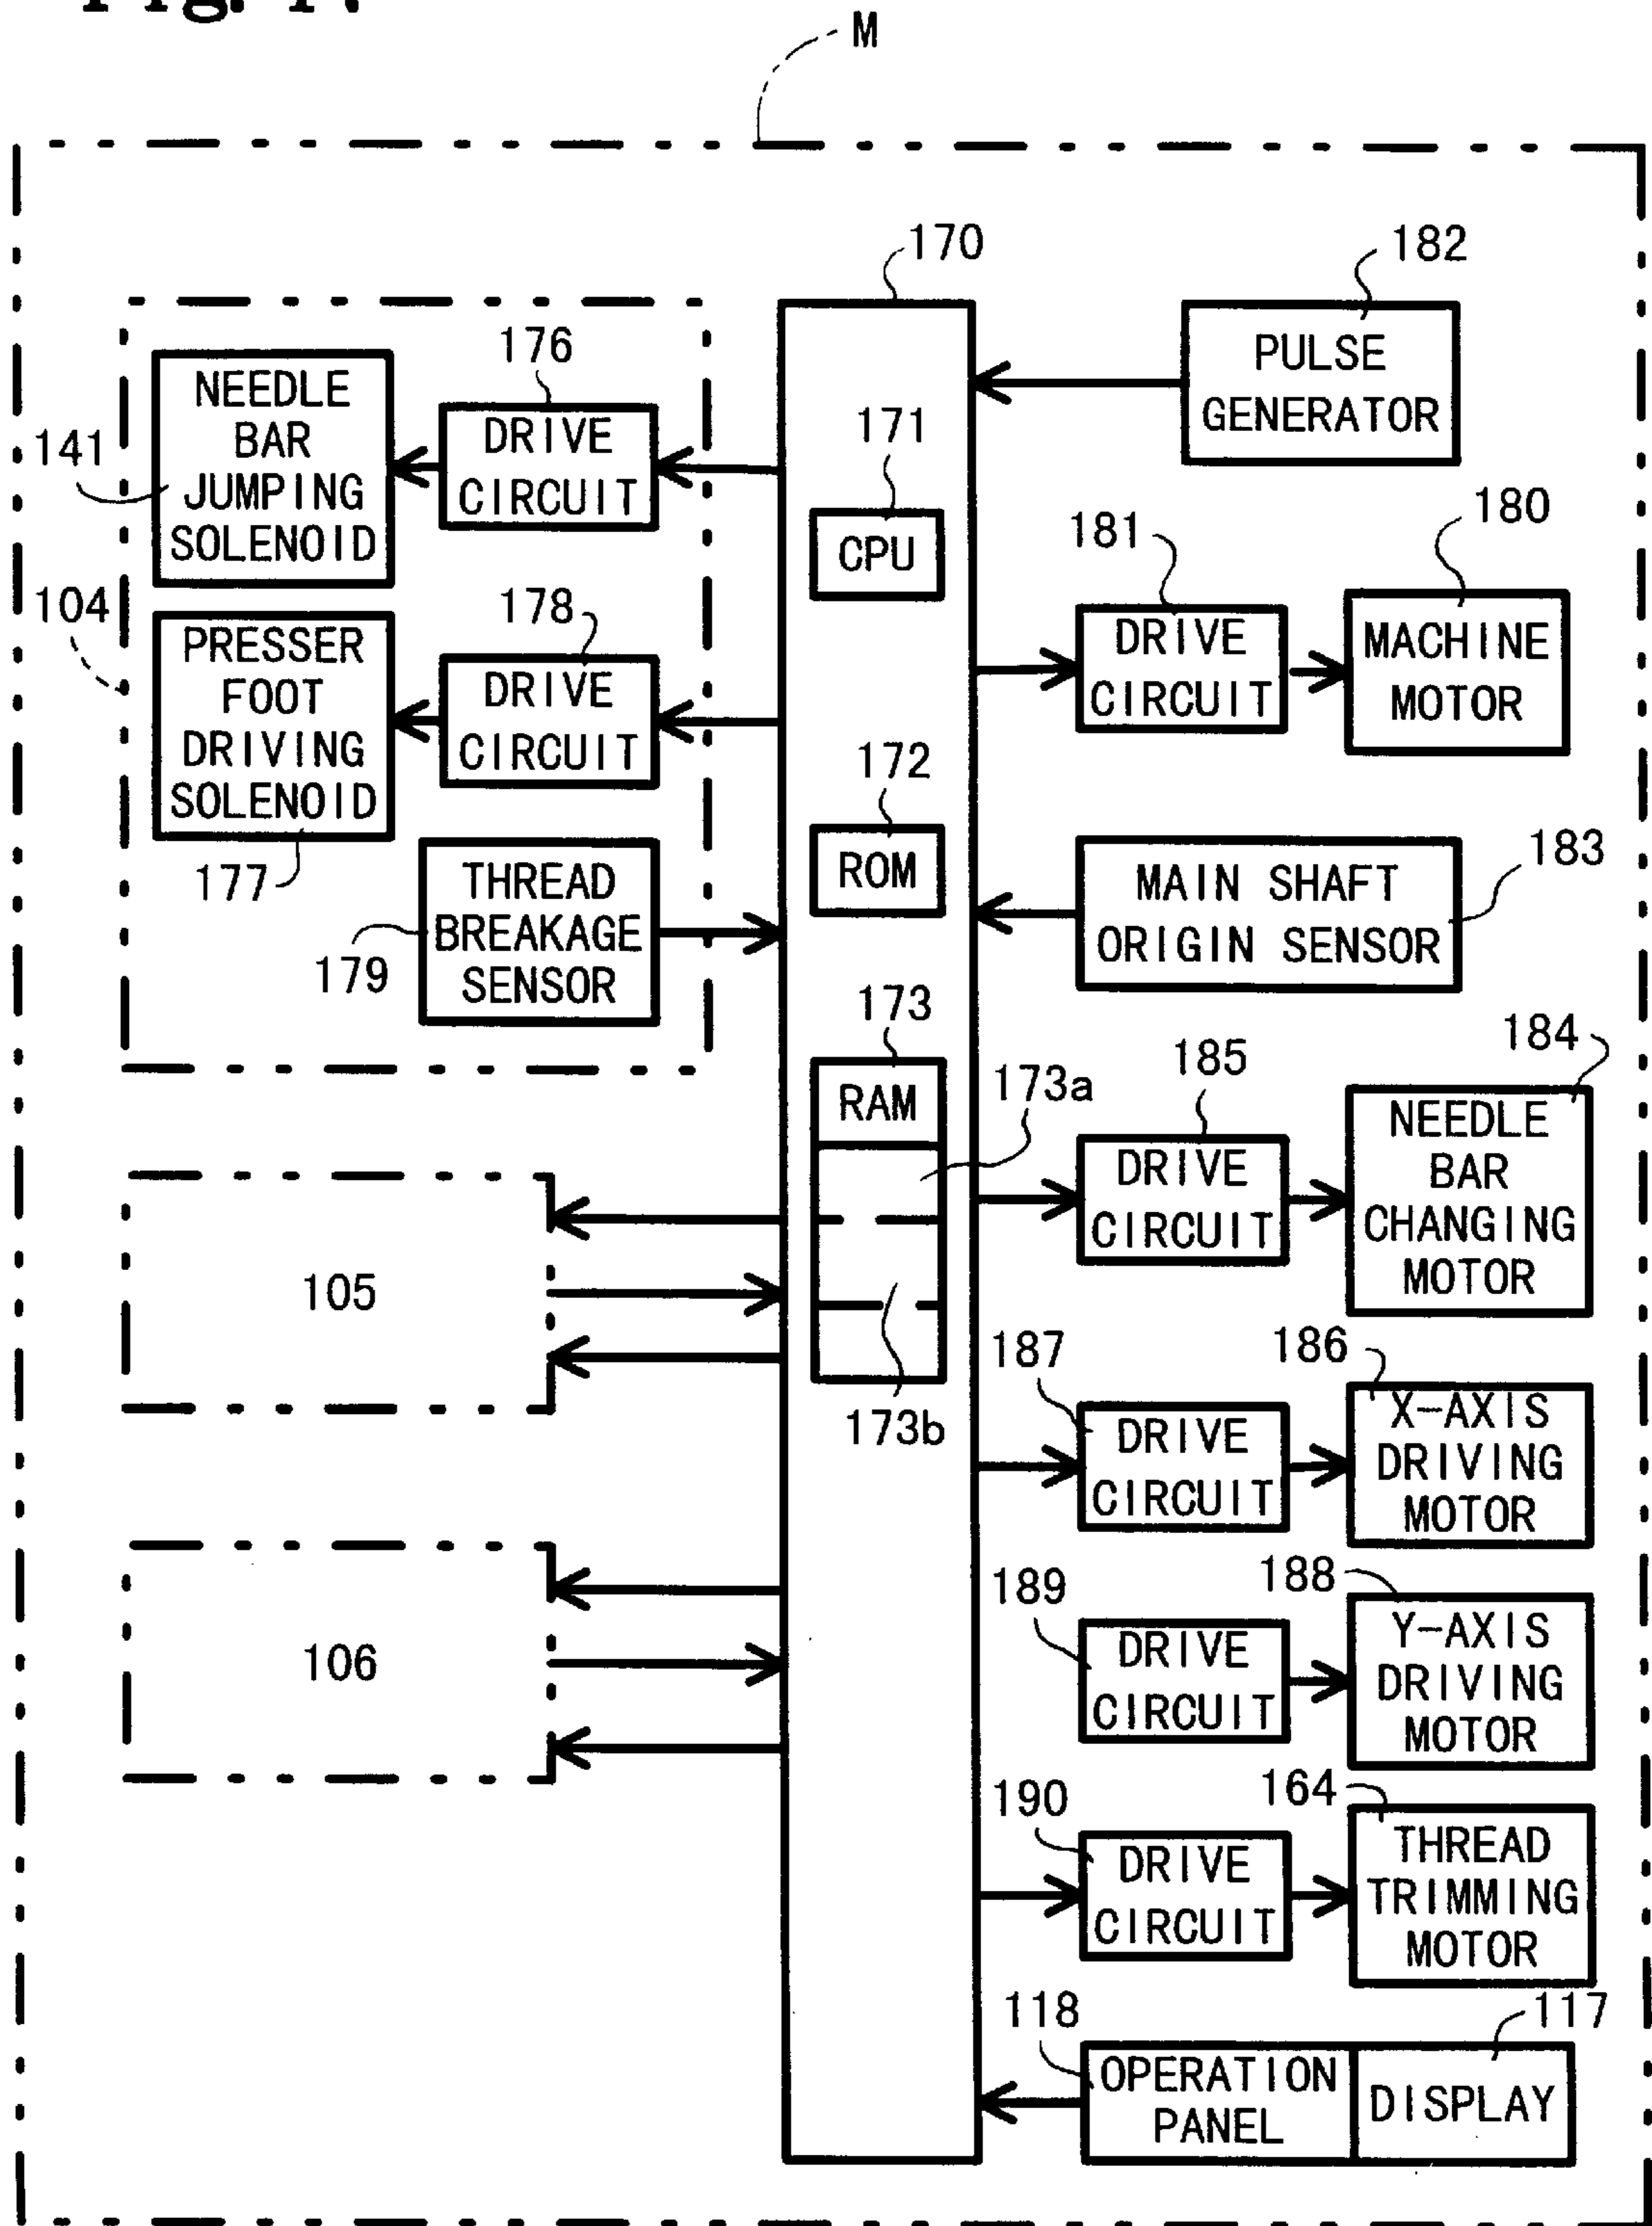 Fig. 7.
M
170
182
PULSE
GENERATOR
176
NEEDLE
BAR
JUMPING
SOLENOID
DRIVE
CIRCUIT
141
171
CPU
181
180
DRIVE
CIRCUIT
MACHINE
MOTOR
104
178
PRESSER
FOOT
DRIVING
SOLENOID
DRIVE
CIRCUIT
177
172
ROM
183
MAIN SHAFT
ORIGIN SENSOR
THREAD
BREAKAGE
SENSOR
179
173
RAM
173a
173b
185
184
DRIVE
CIRCUIT
NEEDLE
BAR
CHANGING
MOTOR
105
187
186
DRIVE
CIRCUIT
X-AXIS
DRIVING
MOTOR
106
189
188
DRIVE
CIRCUIT
Y-AXIS
DRIVING
MOTOR
190
164
DRIVE
CIRCUIT
THREAD
TRIMMING
MOTOR
118
117
OPERATION
PANEL
DISPLAY